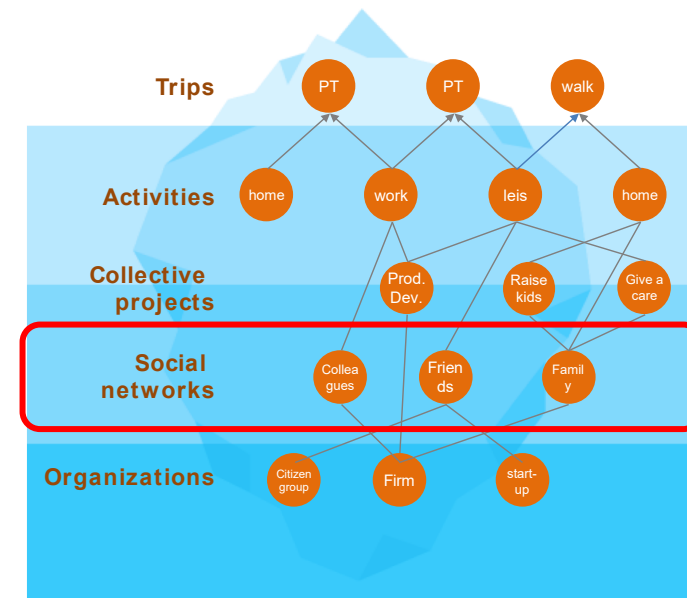 Trips
PT
PT
walk
Activities
home
work
leis
home
Collective
projects
Prod.
Dev.
Raise
kids
Give a
care
Social
networks
Collea
gues
Frien
ds
Famil
y
Organizations
Citizen
group
Firm
start-
up